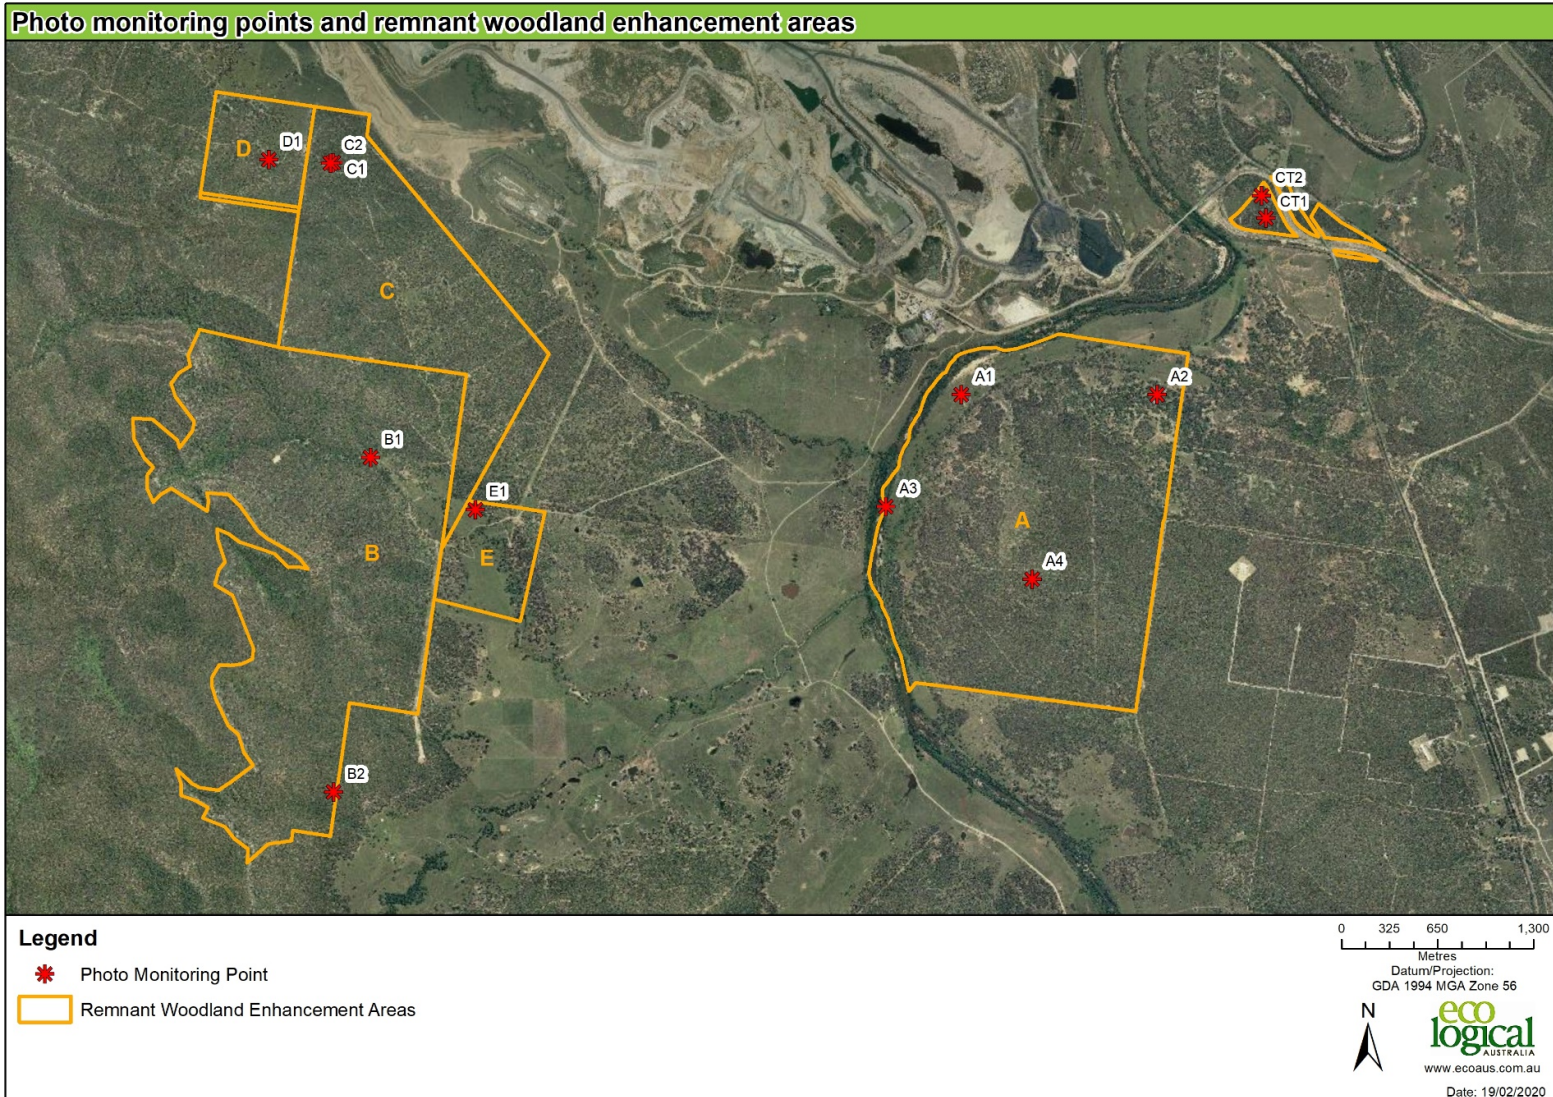 Photo monitoring points and remnant woodland enhancement areas
D
D1
C2
C1
CT2
CT1
C
A1
A2
B1
E1
A3
A
B
E
A4
B2
Legend
Photo Monitoring Point
Remnant Woodland Enhancement Areas
0 325 650 1,300
Metres
Datum/Projection:
GDA 1994 MGA Zone 56
N
eco
logical
AUSTRALIA
www.ecoaus.com.au
Date: 19/02/2020